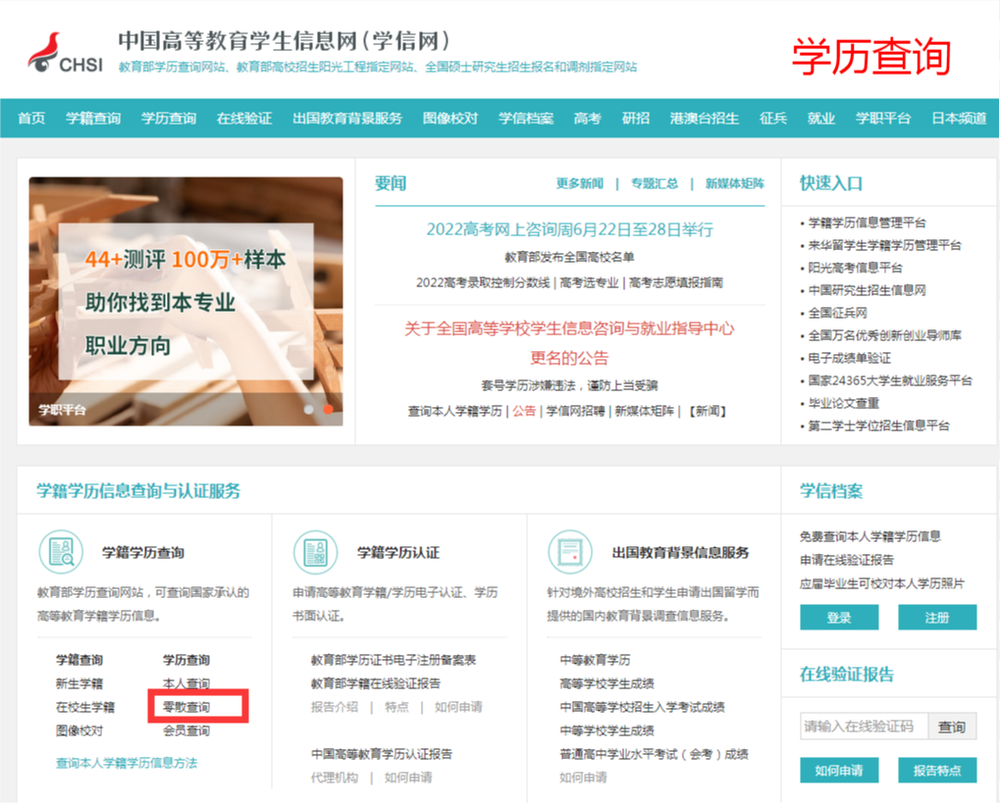 中国高等教育学生信息网(学信网)
CHSI
教育部学历查询网站、教育部高校招生阳光工程指定网站、全国硕士研究生招生报名和调剂指定网站
学历查询
首页 学籍查询 学历查询 在线验证 出国教育背景服务 图像校对 学信档案 高考 研招 港澳台招生 征兵 就业 学职平台 日本频道
44+测评 100万+样本
助你找到本专业
职业方向
学职平台
要闻
更多新闻 | 专题汇总 | 新媒体矩阵
2022高考网上咨询周6月22日至28日举行
教育部发布全国高校名单
2022高考录取控制分数线 | 高考选专业 | 高考志愿填报指南
关于全国高等学校学生信息咨询与就业指导中心
更名的公告
套号学历涉嫌违法，谨防上当受骗
查询本人学籍学历 | 公告 | 学信网招聘 | 新媒体矩阵 | 【新闻】
快速入口
• 学籍学历信息管理平台
• 来华留学生学籍学历管理平台
• 阳光高考信息平台
• 中国研究生招生信息网
• 全国征兵网
• 全国万名优秀创新创业导师库
• 电子成绩单验证
• 国家24365大学生就业服务平台
• 毕业论文查重
• 第二学士学位招生信息平台
学籍学历信息查询与认证服务
学籍学历查询
教育部学历查询网站，可查询国家承认的
高等教育学籍学历信息。
学籍查询 学历查询
新生学籍 本人查询
在校生学籍 零散查询
图像校对 会员查询
查询本人学籍学历信息方法
学籍学历认证
申请高等教育学籍/学历电子认证、学历
书面认证。
教育部学历证书电子注册备案表
教育部学籍在线验证报告
报告介绍 | 特点 | 如何申请
中国高等教育学历认证报告
代理机构 | 如何申请
出国教育背景信息服务
针对境外高校招生和学生申请出国留学而
提供的国内教育背景调查信息服务。
中等教育学历
高等学校学生成绩
中国高等学校招生入学考试成绩
中等学校学生成绩
普通高中学业水平考试（会考）成绩
如何申请
学信档案
免费查询本人学籍学历信息
申请在线验证报告
应届毕业生可校对本人学历照片
登录 注册
在线验证报告
请输入在线验证码 查询
如何申请 报告特点